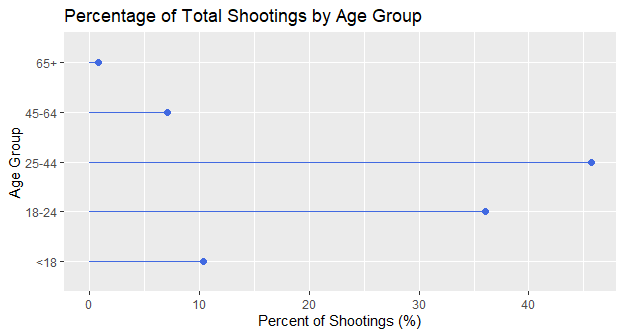 Percentage of Total Shootings by Age Group
Age Group
65+
45-64
25-44
18-24
<18
0 10 20 30 40
Percent of Shootings (%)